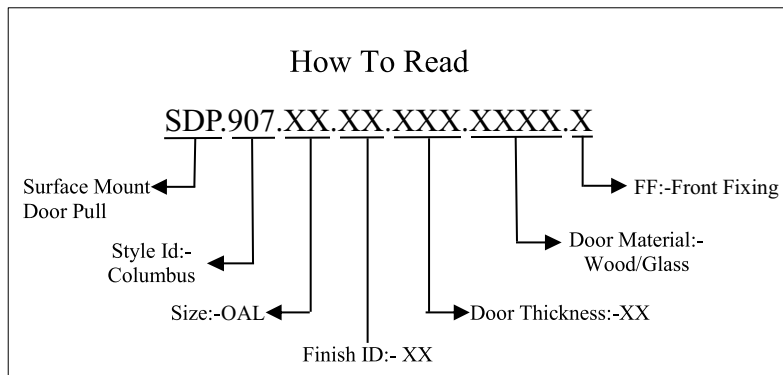 How To Read
SDP.907.XX.XX.XXX.XXXX.X
Surface Mount
Door Pull
FF:-Front Fixing
Style Id:-
Columbus
Door Material:-
Wood/Glass
Size:-OAL
Door Thickness:-XX
Finish ID:- XX